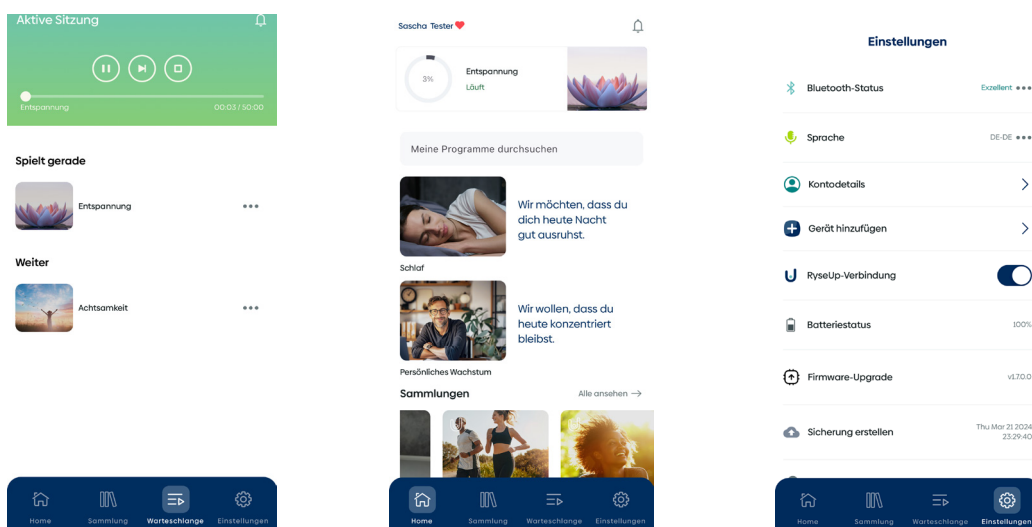 Aktive Sitzung
Entspannung
00:03 / 50:00
Spielt gerade
Entspannung
Weiter
Achtsamkeit
Home
Sammlung
Warteschlange
Einstellungen
Sascha Tester
3%
Entspannung
Läuft
Meine Programme durchsuchen
Wir möchten, dass du
dich heute Nacht
gut ausruhst.
Schlaf
Wir wollen, dass du
heute konzentriert
bleibst.
Persönliches Wachstum
Sammlungen
Alle ansehen →
Home
Sammlung
Warteschlange
Einstellungen
Einstellungen
Bluetooth-Status
Exzellent
Sprache
DE-DE
Kontodetails
Gerät hinzufügen
RyseUp-Verbindung
Batteriestatus
100%
Firmware-Upgrade
v1.7.0.0
Sicherung erstellen
Thu Mar 21 2024
23:29:40
Home
Sammlung
Warteschlange
Einstellungen